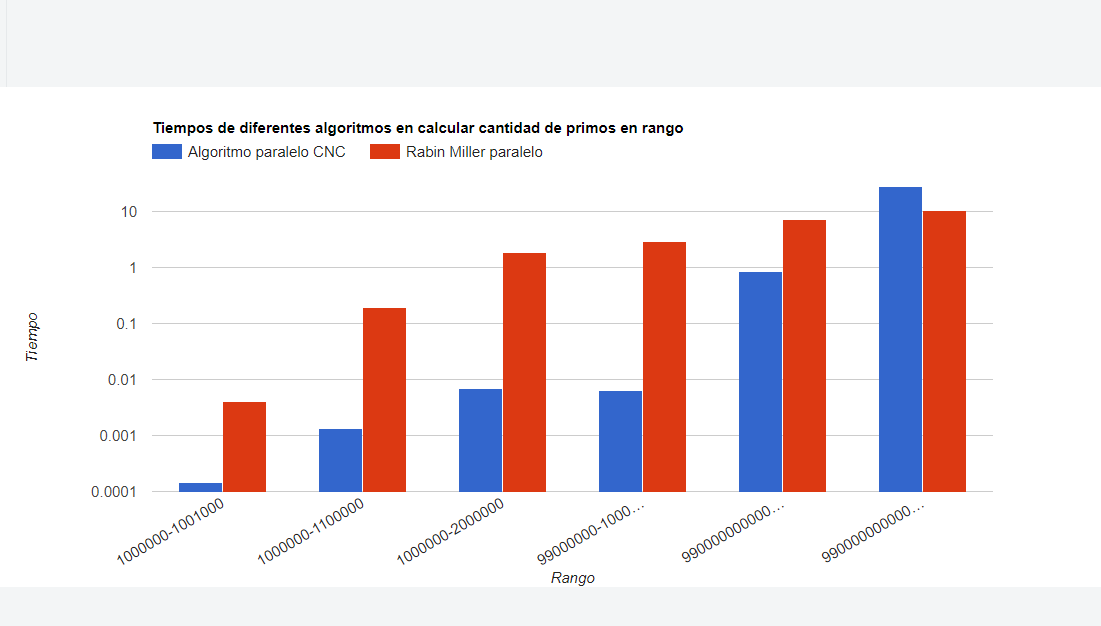 Tiempos de diferentes algoritmos en calcular cantidad de primos en rango
Algoritmo paralelo CNC
Rabin Miller paralelo
10
1
0.1
0.01
0.001
0.0001
Tiempo
1000000-1001000
1000000-1100000
1000000-2000000
99000000-1000…
99000000000…
990000000000…
Rango